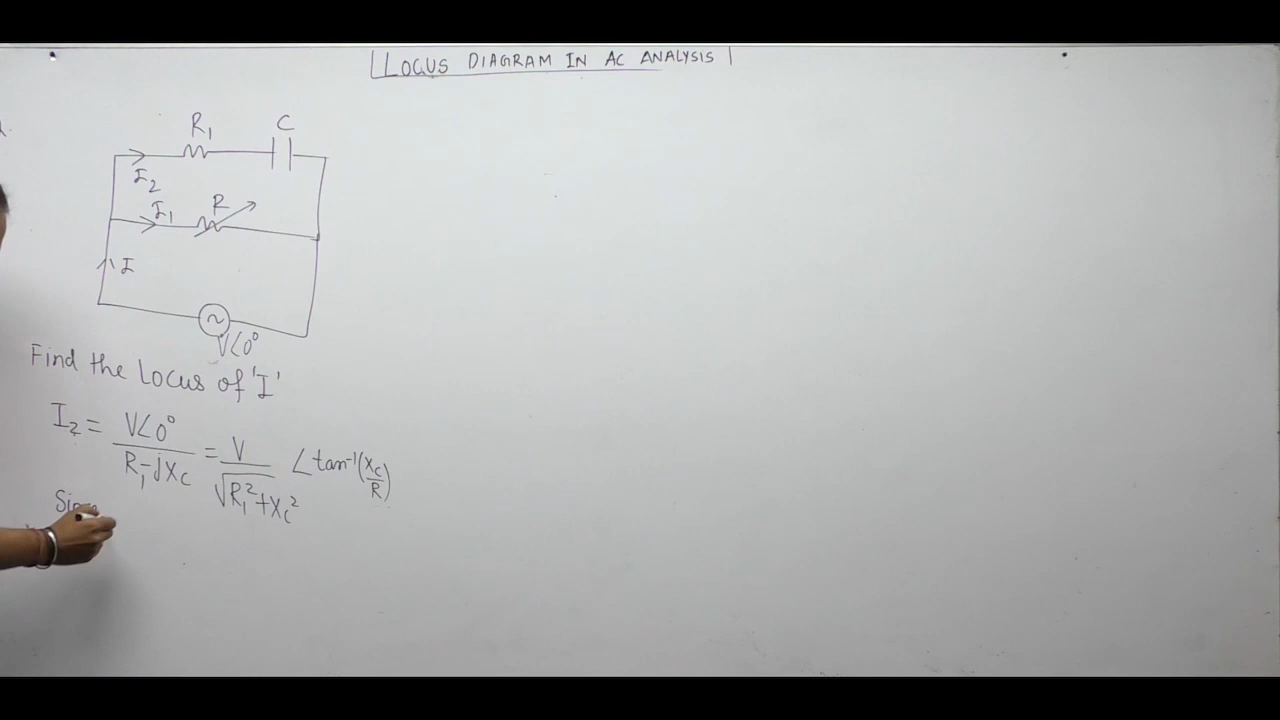 LOCUS DIAGRAM IN AC ANALYSIS
R₁ C
I₂
I₁ R
I
V∠0°
Find the Locus of 'I'
I₂ = V∠0° / R₁-jXc = V / √R₁²+Xc² ∠tan⁻¹(Xc/R)